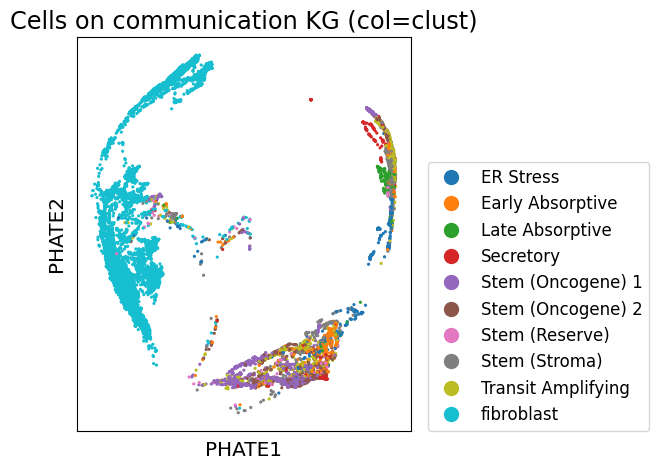 Cells on communication KG (col=clust)
PHATE2
PHATE1
ER Stress
Early Absorptive
Late Absorptive
Secretory
Stem (Oncogene) 1
Stem (Oncogene) 2
Stem (Reserve)
Stem (Stroma)
Transit Amplifying
fibroblast